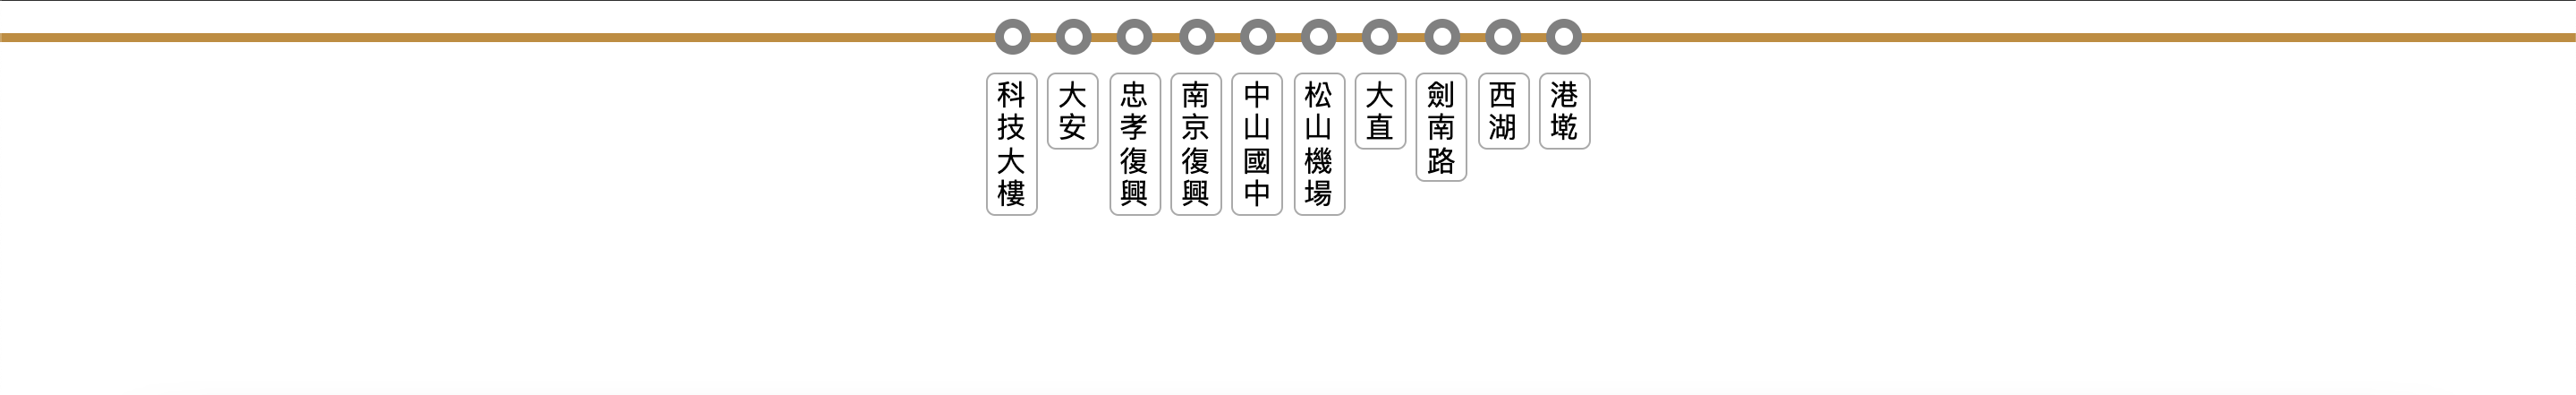 科技大樓
大安
忠孝復興
南京復興
中山國中
松山機場
大直
劍南路
西湖
港墘